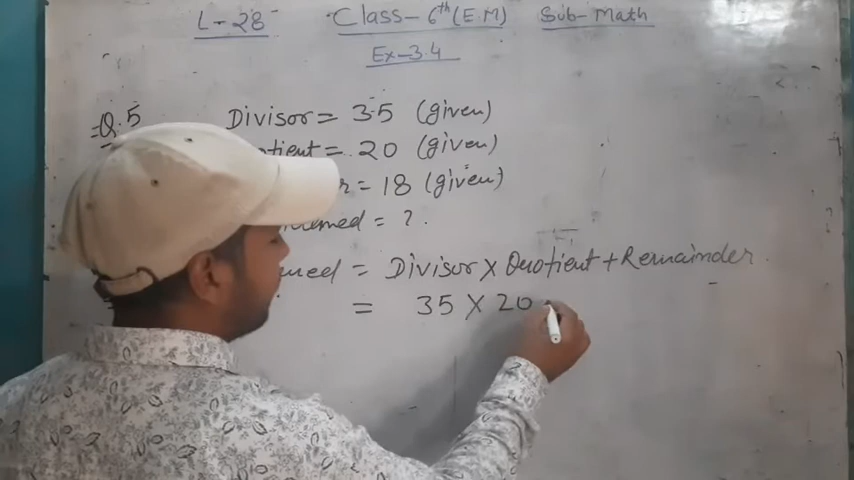 L-28 Class-6th (E.M) Sub-Math
Ex-3.4
Q.5 Divisor = 35 (given)
otient = 20 (given)
r = 18 (given)
= ?
= Divisor X Quotient + Remainder
= 35 X 20